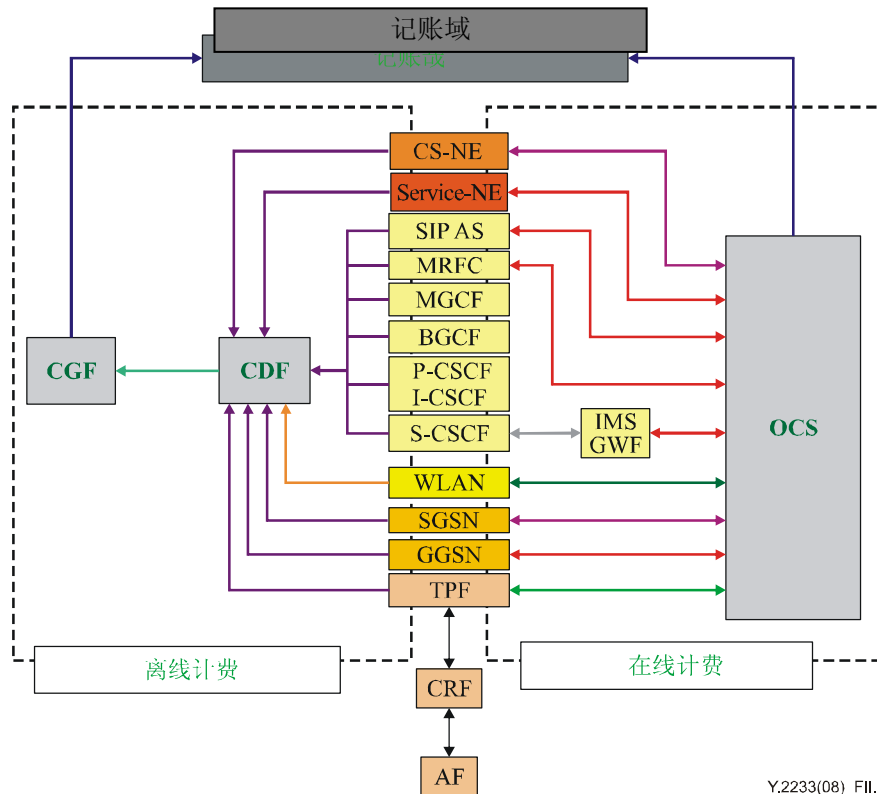 记账域
记账域
CS-NE
Service-NE
SIP AS
MRFC
MGCF
BGCF
P-CSCF
I-CSCF
S-CSCF
IMS
GWF
WLAN
SGSN
GGSN
TPF
CGF
CDF
OCS
离线计费
在线计费
CRF
AF
Y.2233(08)_FII.